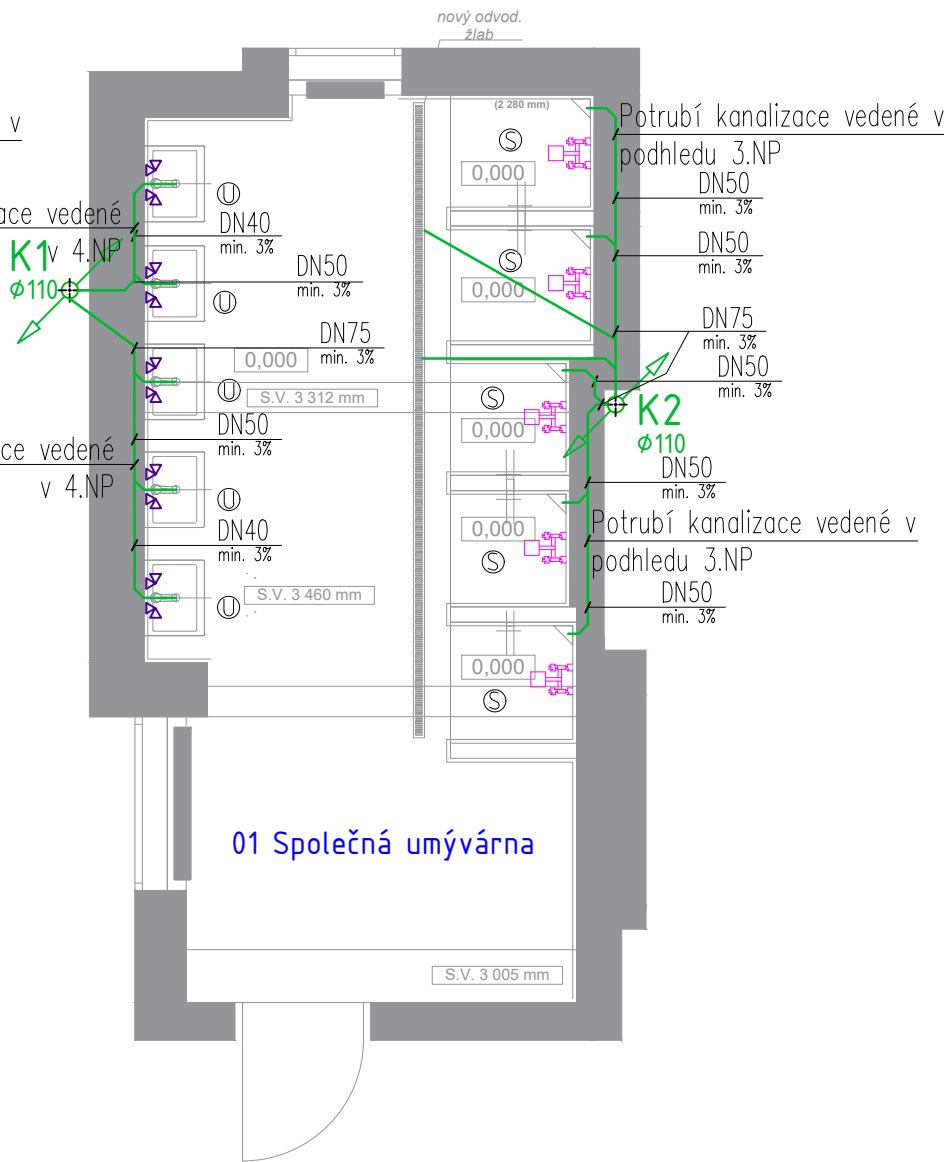 nový odvod.
žlab
(2 280 mm)
v
Potrubí kanalizace vedené v
podhledu 3.NP
S
0,000
DN50
min. 3%
U
ace vedené
v 4.NP
DN40
min. 3%
DN50
min. 3%
K1
ϕ110
S
0,000
DN50
min. 3%
U
DN75
min. 3%
DN75
min. 3%
0,000
DN50
min. 3%
U
S.V. 3 312 mm
S
0,000
K2
ϕ110
DN50
min. 3%
ce vedené
v 4.NP
DN50
min. 3%
U
0,000
S
Potrubí kanalizace vedené v
podhledu 3.NP
DN40
min. 3%
DN50
min. 3%
S.V. 3 460 mm
U
0,000
S
01 Společná umývárna
S.V. 3 005 mm